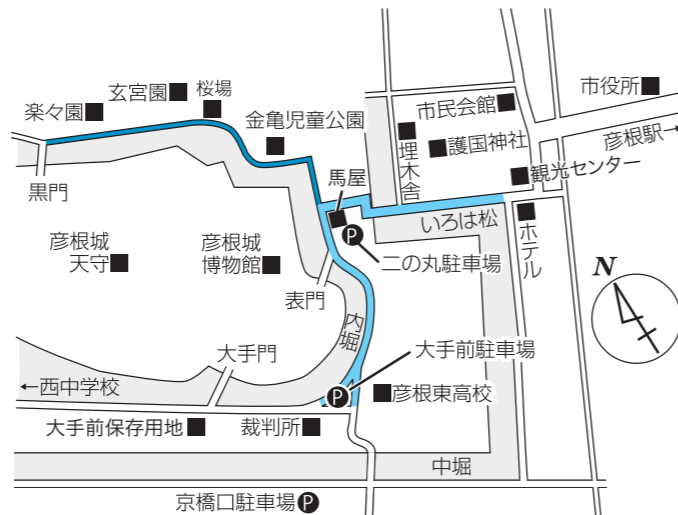 玄宮園
桜場
楽々園
金亀児童公園
市民会館
市役所
彦根駅→
埋木舎
護国神社
観光センター
黒門
馬屋
いろは松
ホテル
N
彦根城
天守
彦根城
博物館
P
二の丸駐車場
表門
内堀
大手門
大手前駐車場
←西中学校
P
彦根東高校
大手前保存用地
裁判所
中堀
京橋口駐車場P